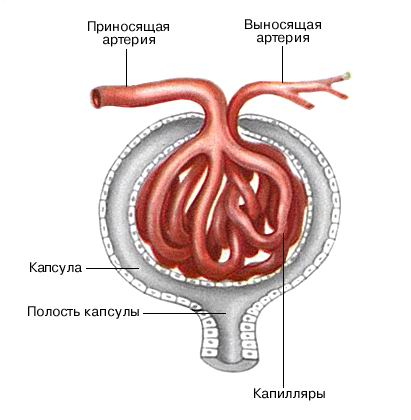 Приносящая
артерия
Выносящая
артерия
Капсула
Полость капсулы
Капилляры